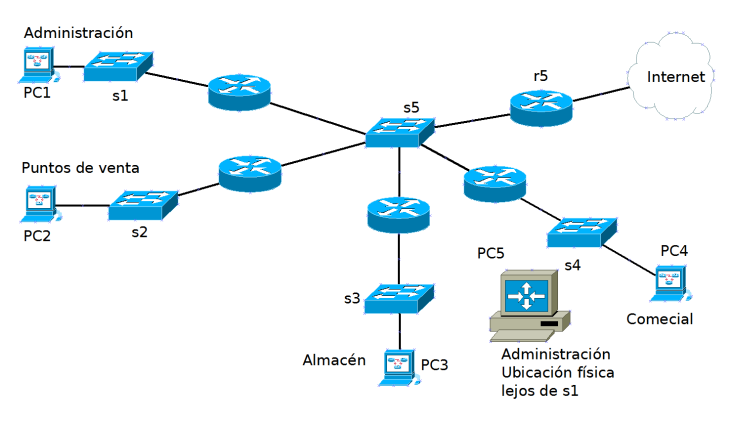 Administración
PC1
s1
r5
Internet
s5
Puntos de venta
PC2
s2
PC5
s4
PC4
s3
Comecial
Almacén
PC3
Administración
Ubicación física
lejos de s1